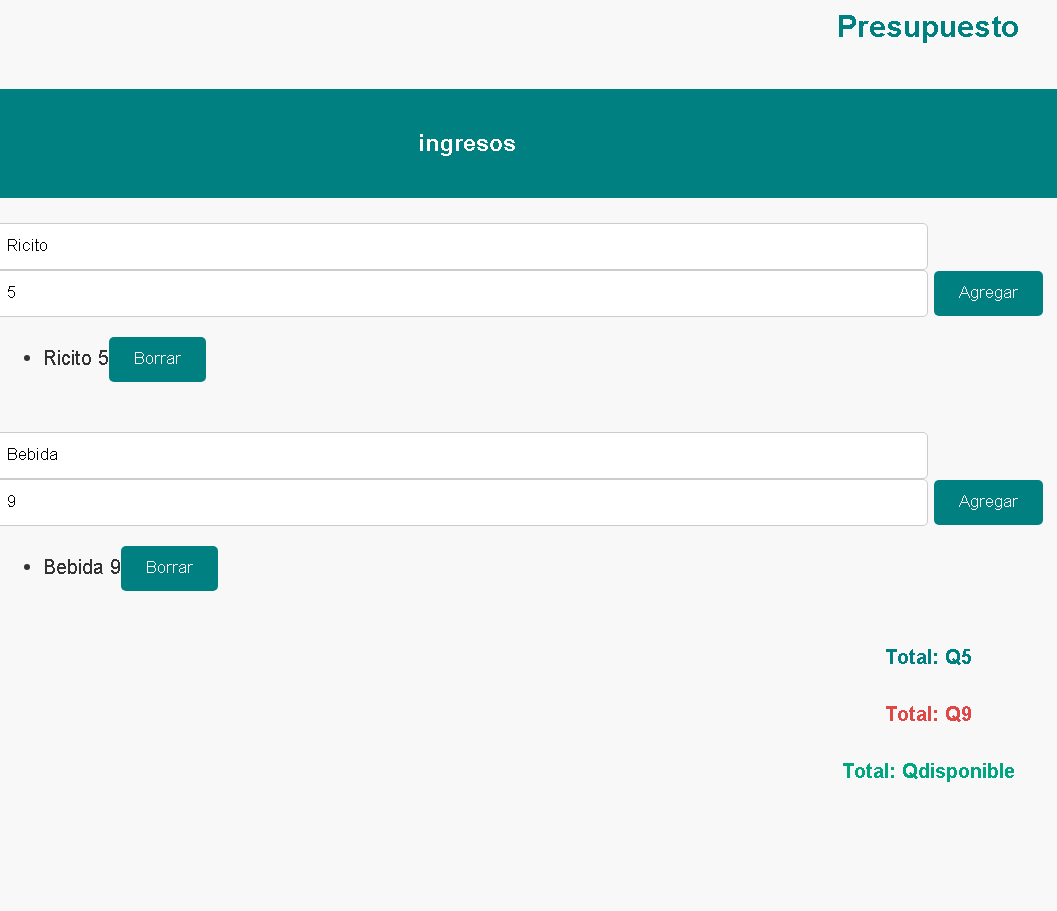 Presupuesto
ingresos
Ricito
5
Agregar
Ricito 5
Borrar
Bebida
9
Agregar
Bebida 9
Borrar
Total: Q5
Total: Q9
Total: Qdisponible